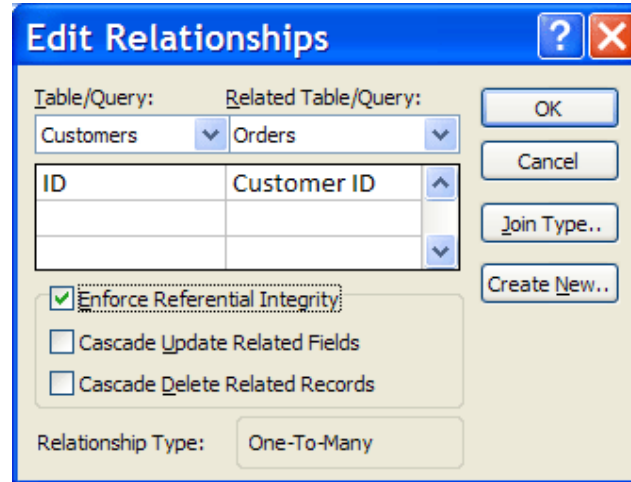 Edit Relationships
Table/Query: Related Table/Query:
Customers Orders
ID Customer ID
Enforce Referential Integrity
Cascade Update Related Fields
Cascade Delete Related Records
Relationship Type: One-To-Many
?
OK
Cancel
Join Type..
Create New..